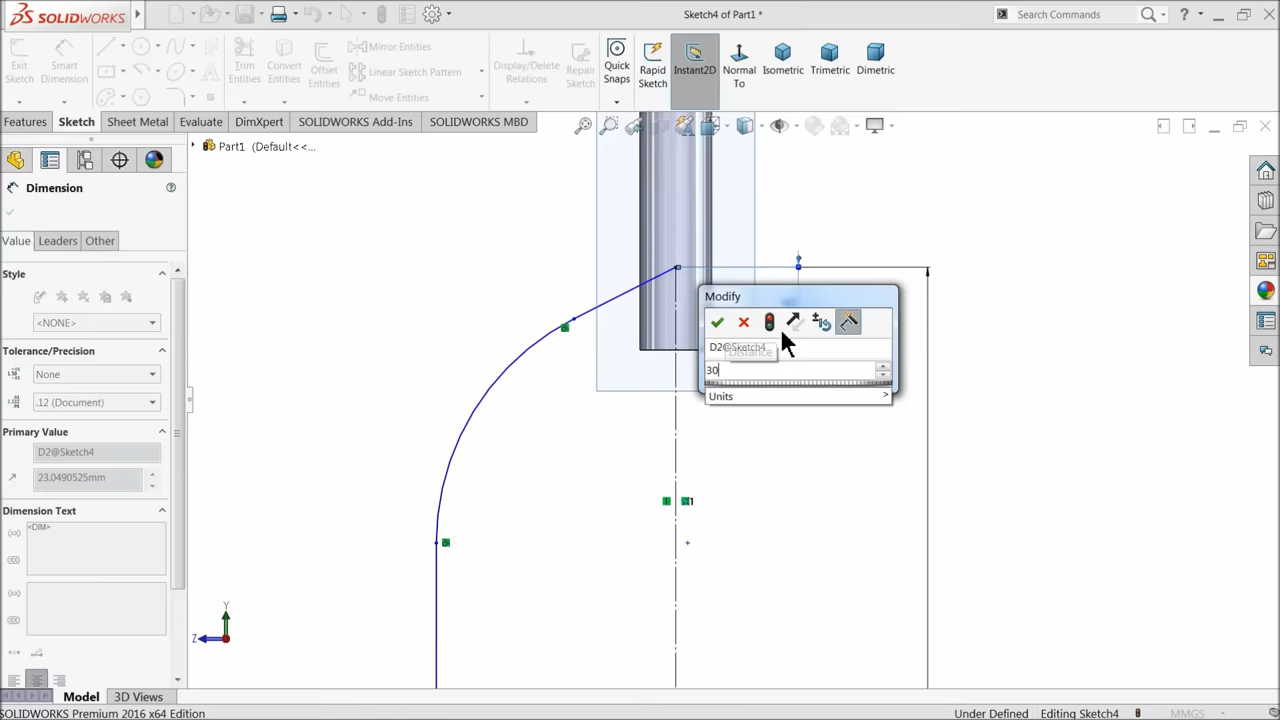 SOLIDWORKS
Sketch4 of Part1 *
Search Commands
?
Exit Sketch
Smart Dimension
Trim Entities
Convert Entities
Offset Entities
Mirror Entities
Linear Sketch Pattern
Move Entities
Display/Delete Relations
Repair Sketch
Quick Snaps
Rapid Sketch
Instant2D
Normal To
Isometric
Trimetric
Dimetric
Features
Sketch
Sheet Metal
Evaluate
DimXpert
SOLIDWORKS Add-Ins
SOLIDWORKS MBD
Part1 (Default<<...
Dimension
Value
Leaders
Other
Style
<NONE>
Tolerance/Precision
None
.12 (Document)
Primary Value
D2@Sketch4
23.0490525mm
Dimension Text
<DIM>
Modify
D2@Sketch4
Distance
30
Units
>
1
Y
Z
Model
3D Views
SOLIDWORKS Premium 2016 x64 Edition
Under Defined
Editing Sketch4
MMGS